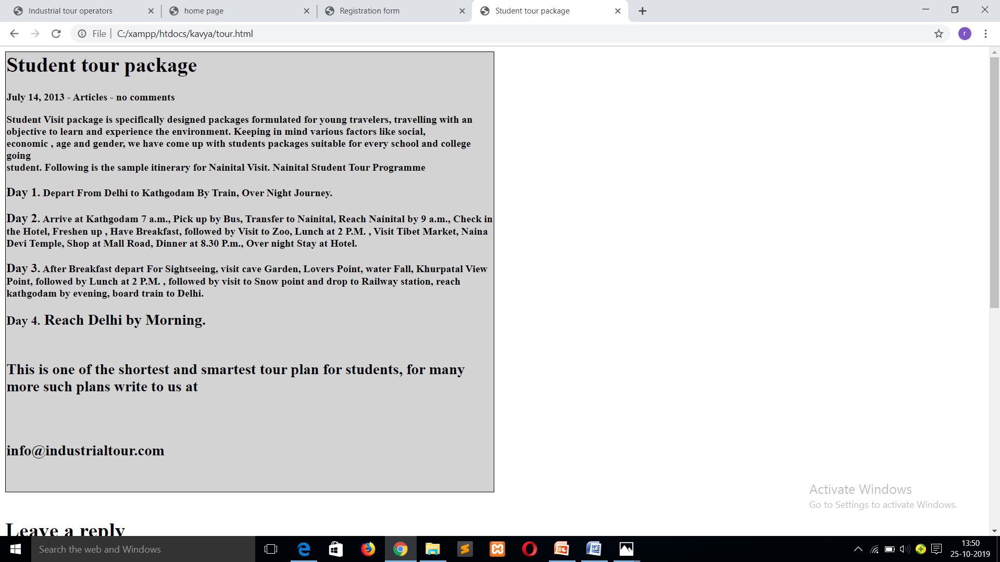 Industrial tour operators
home page
Registration form
Student tour package
File
C:/xampp/htdocs/kavya/tour.html
r
Student tour package
July 14, 2013 - Articles - no comments
Student Visit package is specifically designed packages formulated for young travelers, travelling with an
objective to learn and experience the environment. Keeping in mind various factors like social,
economic , age and gender, we have come up with students packages suitable for every school and college
going
student. Following is the sample itinerary for Nainital Visit. Nainital Student Tour Programme
Day 1. Depart From Delhi to Kathgodam By Train, Over Night Journey.
Day 2. Arrive at Kathgodam 7 a.m., Pick up by Bus, Transfer to Nainital, Reach Nainital by 9 a.m., Check in
the Hotel, Freshen up , Have Breakfast, followed by Visit to Zoo, Lunch at 2 P.M. , Visit Tibet Market, Naina
Devi Temple, Shop at Mall Road, Dinner at 8.30 P.m., Over night Stay at Hotel.
Day 3. After Breakfast depart For Sightseeing, visit cave Garden, Lovers Point, water Fall, Khurpatal View
Point, followed by Lunch at 2 P.M. , followed by visit to Snow point and drop to Railway station, reach
kathgodam by evening, board train to Delhi.
Day 4. Reach Delhi by Morning.
This is one of the shortest and smartest tour plan for students, for many
more such plans write to us at
info@industrialtour.com
Activate Windows
Go to Settings to activate Windows.
Leave a reply
Search the web and Windows
13:50
25-10-2019